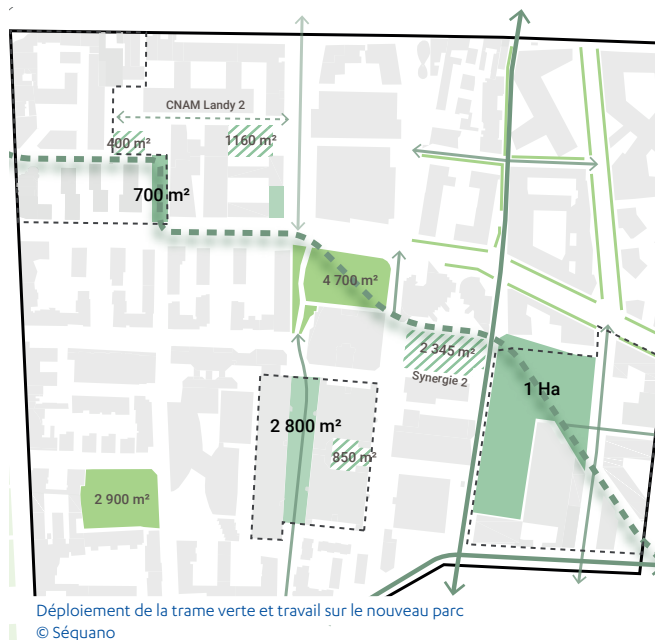 CNAM Landy 2
400 m²
1160 m²
700 m²
4 700 m²
2 345 m²
Synergie 2
1 Ha
2 800 m²
850 m²
2 900 m²
Déploiement de la trame verte et travail sur le nouveau parc
© Séquano